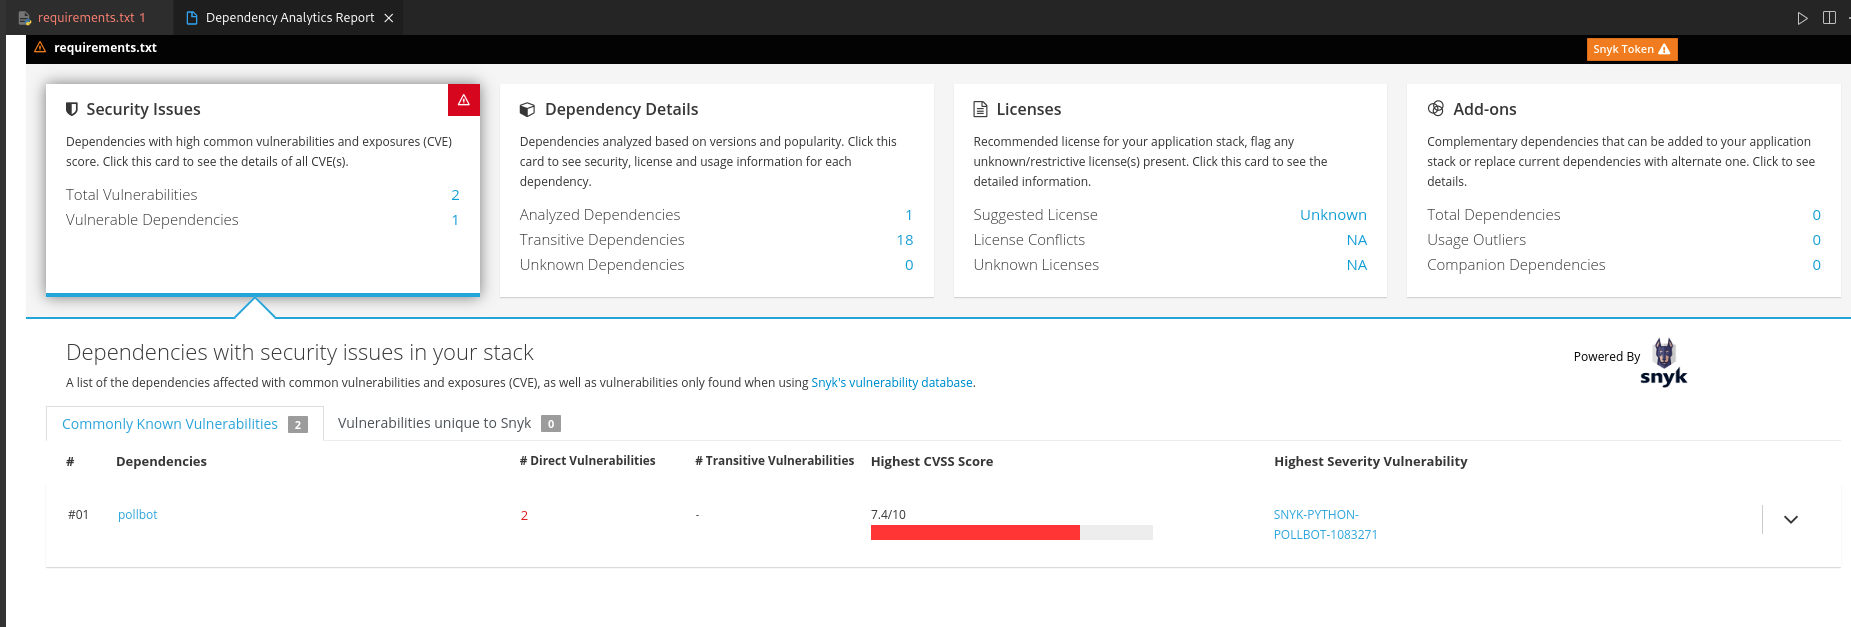 requirements.txt 1
Dependency Analytics Report
requirements.txt
Snyk Token
Security Issues
Dependencies with high common vulnerabilities and exposures (CVE)
score. Click this card to see the details of all CVE(s).
Total Vulnerabilities 2
Vulnerable Dependencies 1
Dependency Details
Dependencies analyzed based on versions and popularity. Click this
card to see security, license and usage information for each
dependency.
Analyzed Dependencies 1
Transitive Dependencies 18
Unknown Dependencies 0
Licenses
Recommended license for your application stack, flag any
unknown/restrictive license(s) present. Click this card to see the
detailed information.
Suggested License Unknown
License Conflicts NA
Unknown Licenses NA
Add-ons
Complementary dependencies that can be added to your application
stack or replace current dependencies with alternate one. Click to see
details.
Total Dependencies 0
Usage Outliers 0
Companion Dependencies 0
Dependencies with security issues in your stack
A list of the dependencies affected with common vulnerabilities and exposures (CVE), as well as vulnerabilities only found when using Snyk's vulnerability database.
Powered By
snyk
Commonly Known Vulnerabilities 2
Vulnerabilities unique to Snyk 0
# Dependencies # Direct Vulnerabilities # Transitive Vulnerabilities Highest CVSS Score Highest Severity Vulnerability
#01 pollbot 2 - 7.4/10 SNYK-PYTHON-
POLLBOT-1083271